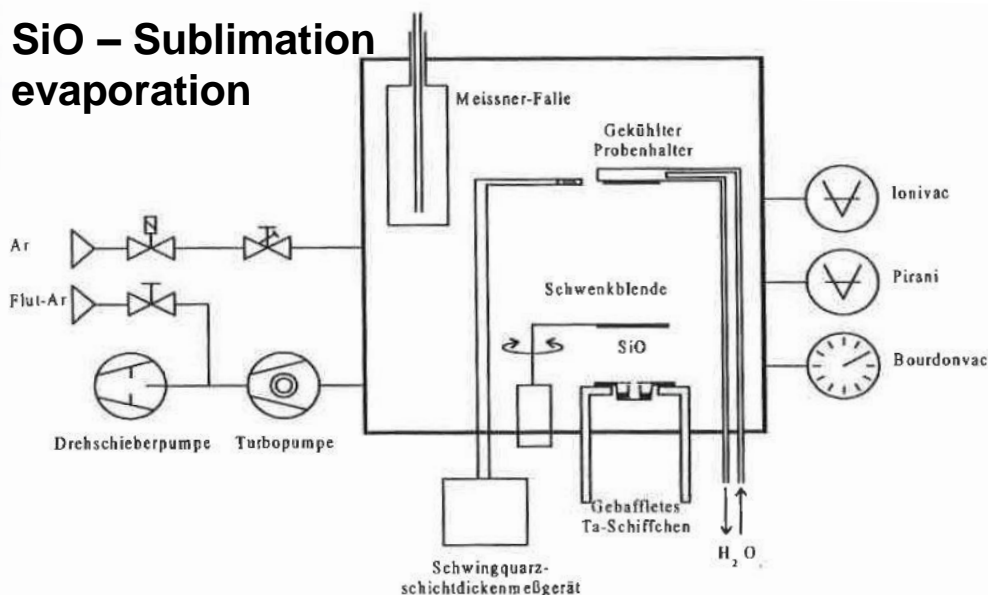 SiO – Sublimation
evaporation
Meissner-Falle
Gekühlter
Probenhalter
Ionivac
Ar
Pirani
Flut-Ar
Schwenkblende
SiO
Bourdonvac
Drehschieberpumpe
Turbopumpe
Gebaffletes
Ta-Schiffchen
H₂O
Schwingquarz-
schichtdickenmeßgerät